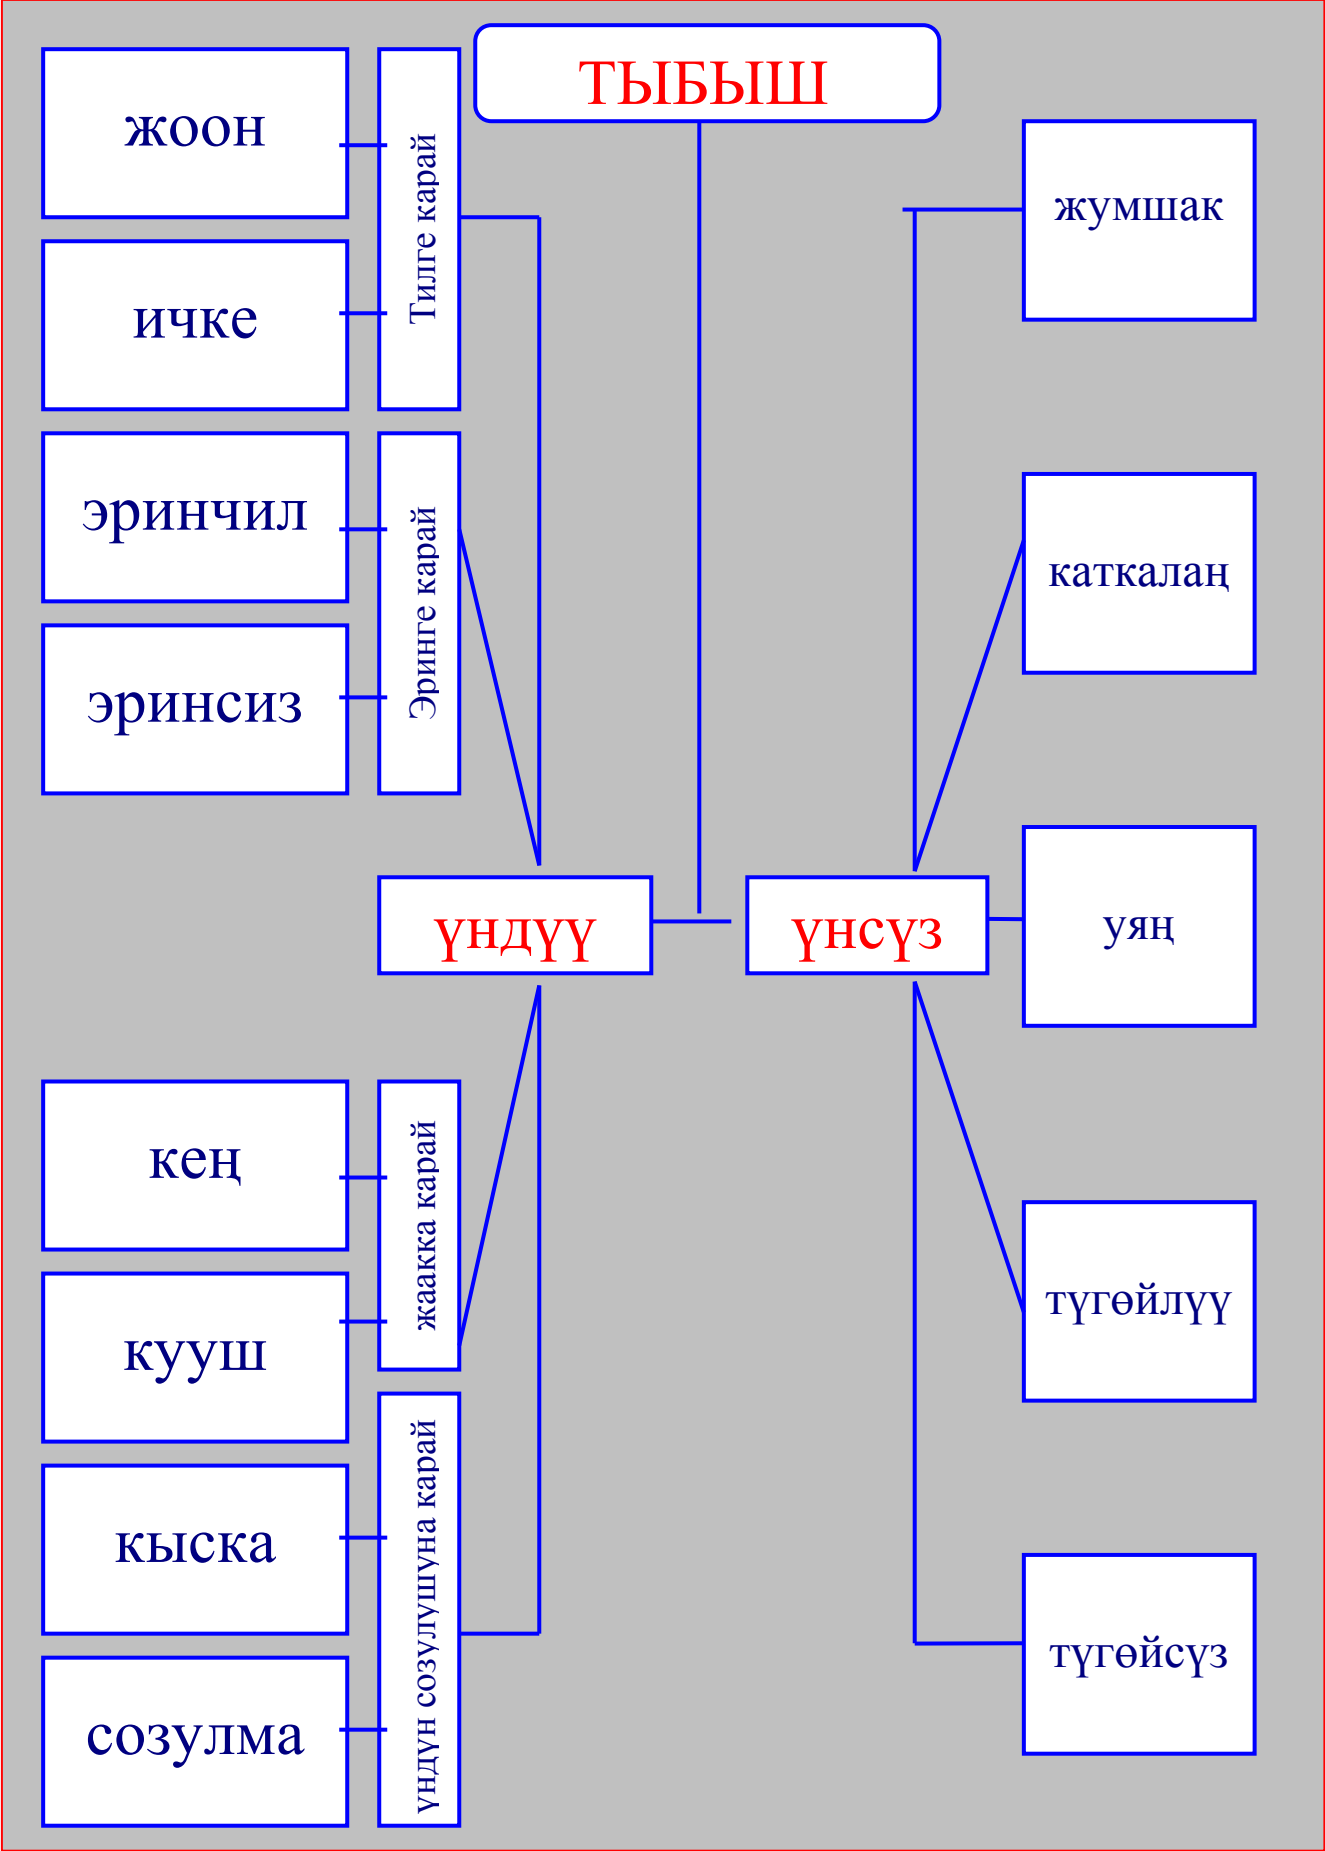 ТЫБЫШ
жоон
ичке
Тилге карай
эринчил
эринсиз
Эринге карай
үндүү
үнсүз
кең
кууш
жаакка карай
кыска
созулма
үндүн созулушуна карай
жумшак
каткалаң
уяң
түгөйлүү
түгөйсүз